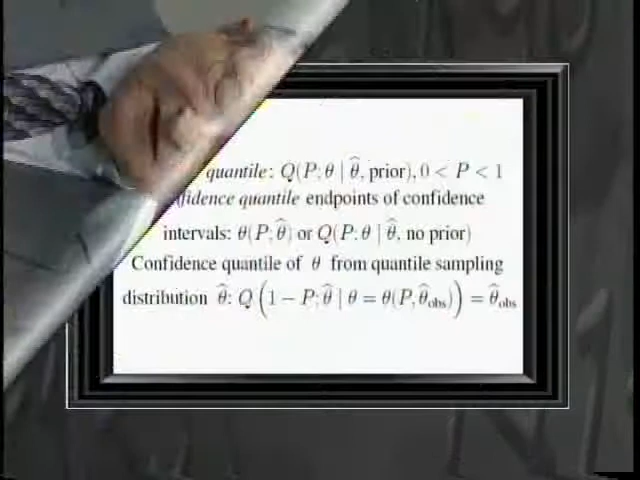 quantile: Q(P; θ | θ̂, prior), 0 < P < 1
fidence quantile endpoints of confidence
intervals: θ(P; θ̂) or Q(P; θ | θ̂, no prior)
Confidence quantile of θ from quantile sampling
distribution θ̂: Q(1 − P; θ̂ | θ = θ(P, θ̂obs)) = θ̂obs